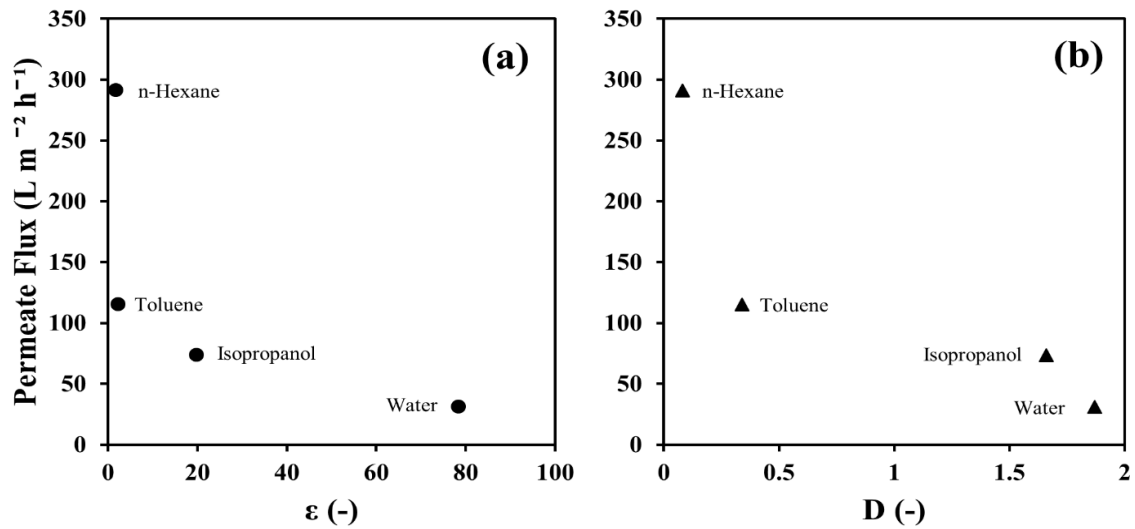 Permeate Flux (L m ⁻² h⁻¹)
350
300
250
200
150
100
50
0
(a)
n-Hexane
Toluene
Isopropanol
Water
0 20 40 60 80 100
ε (-)
350
300
250
200
150
100
50
0
(b)
n-Hexane
Toluene
Isopropanol
Water
0 0.5 1 1.5 2
D (-)